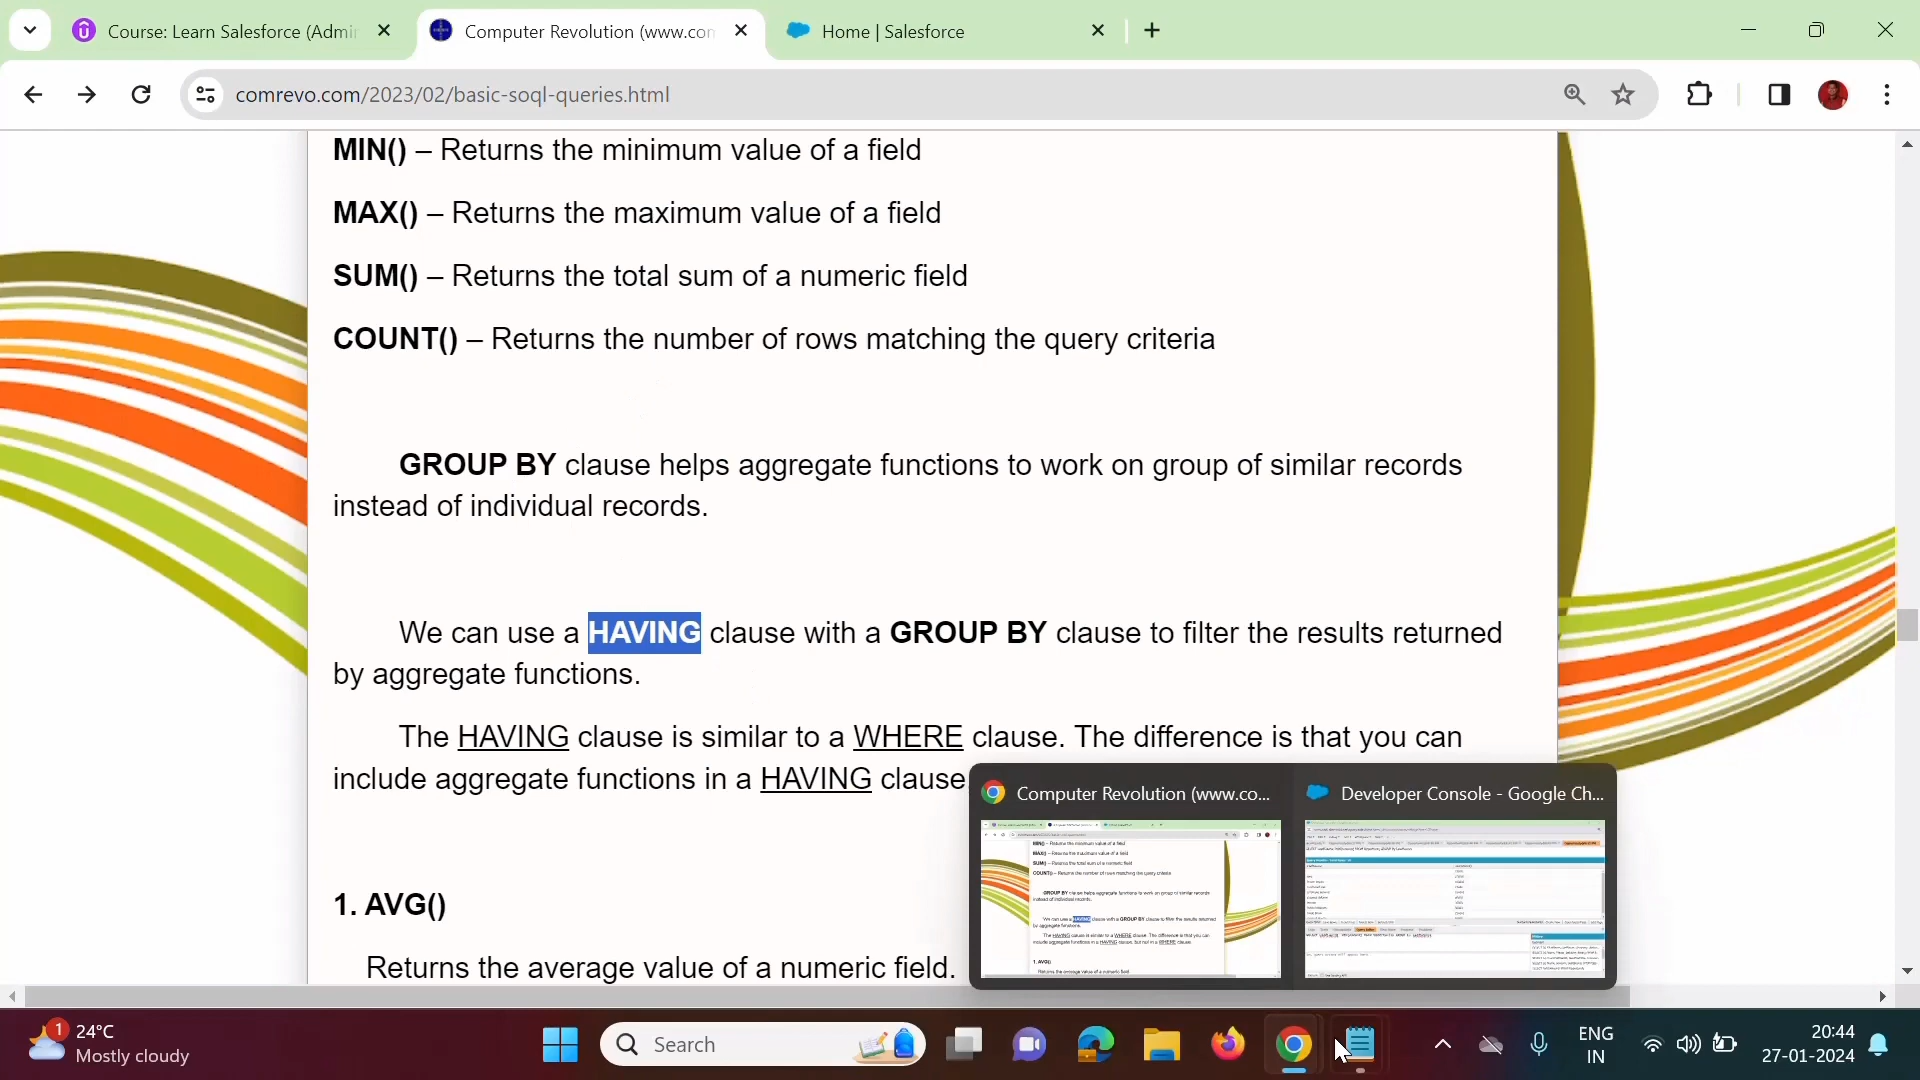 Course: Learn Salesforce (Admin
Computer Revolution (www.com
Home | Salesforce
comrevo.com/2023/02/basic-soql-queries.html
MIN() – Returns the minimum value of a field
MAX() – Returns the maximum value of a field
SUM() – Returns the total sum of a numeric field
COUNT() – Returns the number of rows matching the query criteria
GROUP BY clause helps aggregate functions to work on group of similar records
instead of individual records.
We can use a HAVING clause with a GROUP BY clause to filter the results returned
by aggregate functions.
The HAVING clause is similar to a WHERE clause. The difference is that you can
include aggregate functions in a HAVING clause
Computer Revolution (www.co...
Developer Console - Google Ch...
1. AVG()
Returns the average value of a numeric field.
1
24°C
Mostly cloudy
Search
ENG
IN
20:44
27-01-2024